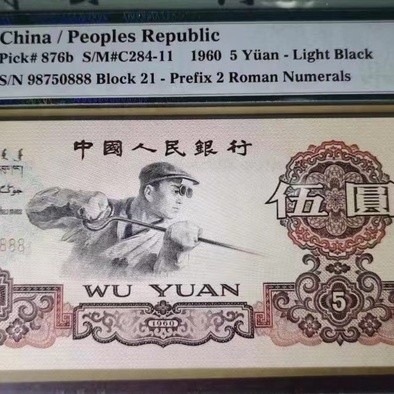 China / Peoples Republic
Pick# 876b S/M#C284-11 1960 5 Yüan - Light Black
S/N 98750888 Block 21 - Prefix 2 Roman Numerals
中國人民銀行
伍圓
888
WU YUAN
1960
5